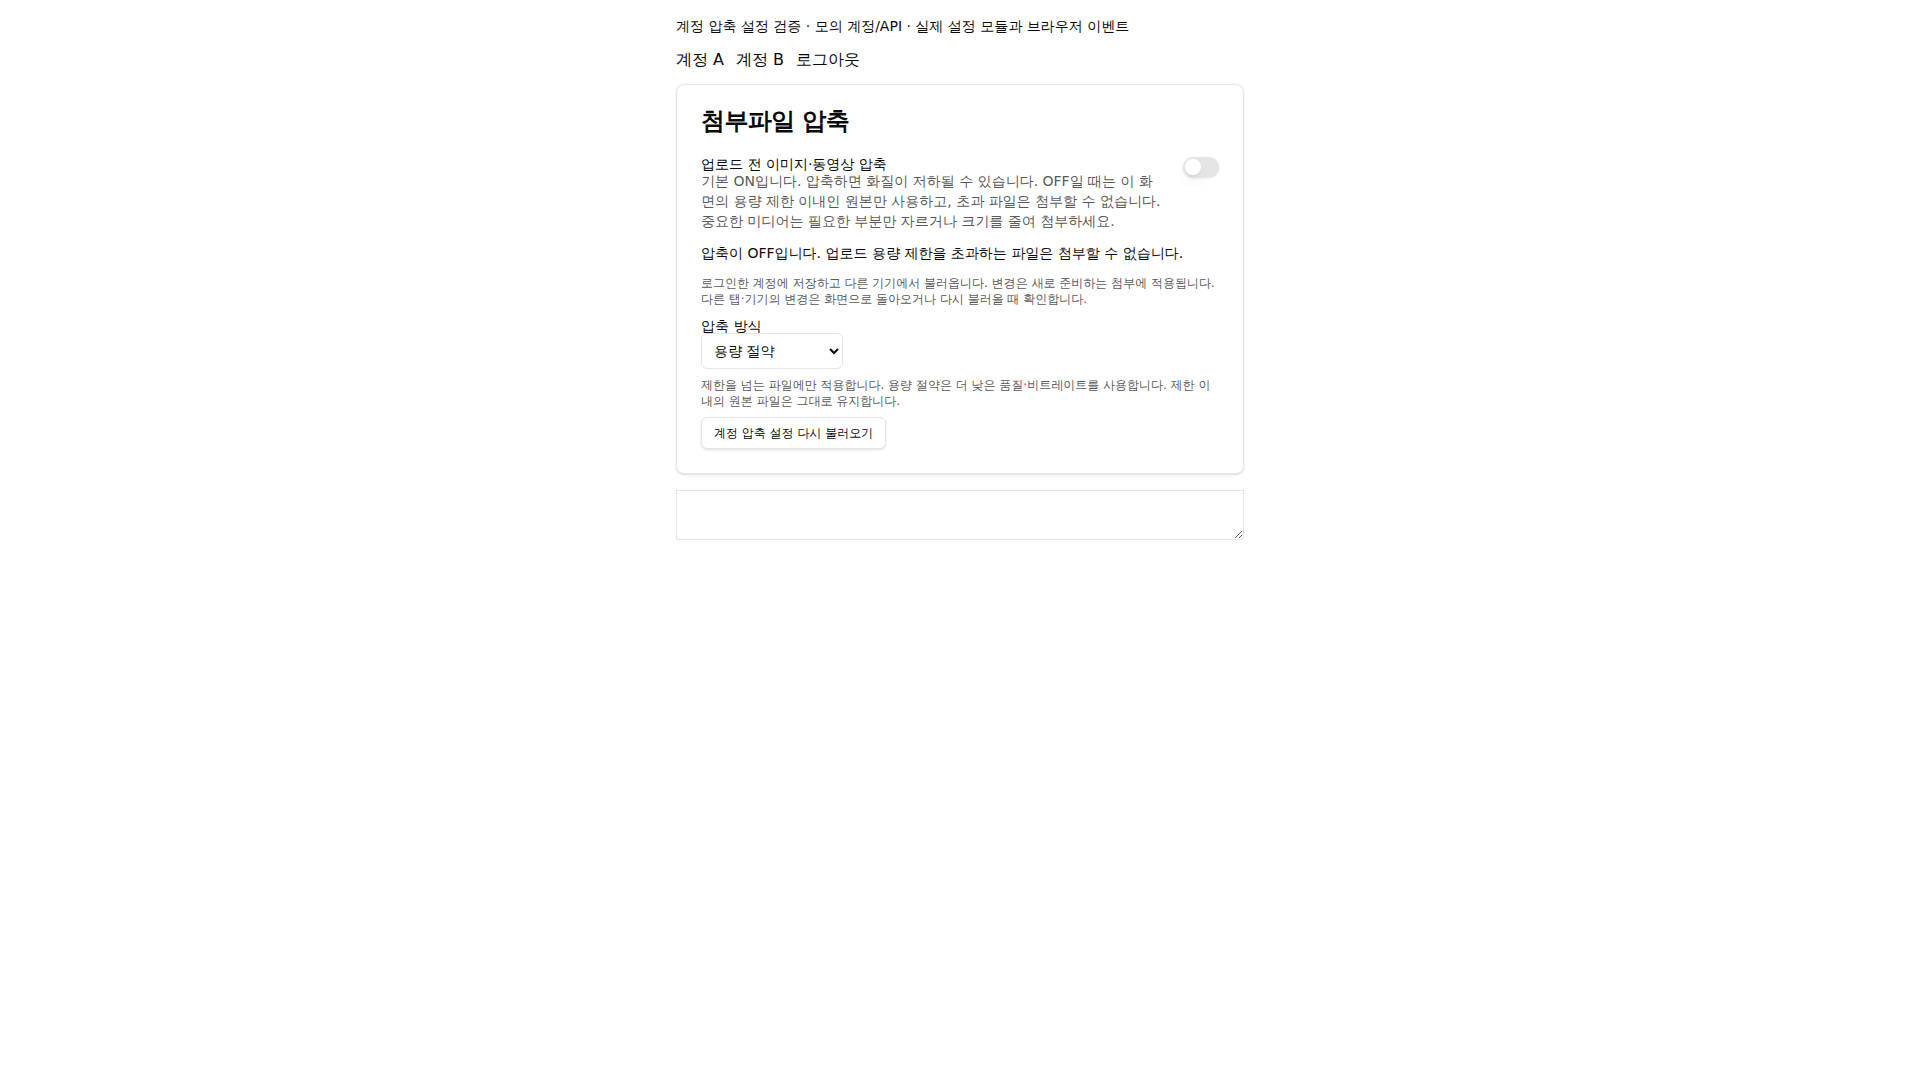 계정 압축 설정 검증 · 모의 계정/API · 실제 설정 모듈과 브라우저 이벤트
계정 A 계정 B 로그아웃
첨부파일 압축
업로드 전 이미지·동영상 압축
기본 ON입니다. 압축하면 화질이 저하될 수 있습니다. OFF일 때는 이 화
면의 용량 제한 이내인 원본만 사용하고, 초과 파일은 첨부할 수 없습니다.
중요한 미디어는 필요한 부분만 자르거나 크기를 줄여 첨부하세요.
압축이 OFF입니다. 업로드 용량 제한을 초과하는 파일은 첨부할 수 없습니다.
로그인한 계정에 저장하고 다른 기기에서 불러옵니다. 변경은 새로 준비하는 첨부에 적용됩니다.
다른 탭·기기의 변경은 화면으로 돌아오거나 다시 불러올 때 확인합니다.
압축 방식
용량 절약
제한을 넘는 파일에만 적용합니다. 용량 절약은 더 낮은 품질·비트레이트를 사용합니다. 제한 이
내의 원본 파일은 그대로 유지합니다.
계정 압축 설정 다시 불러오기